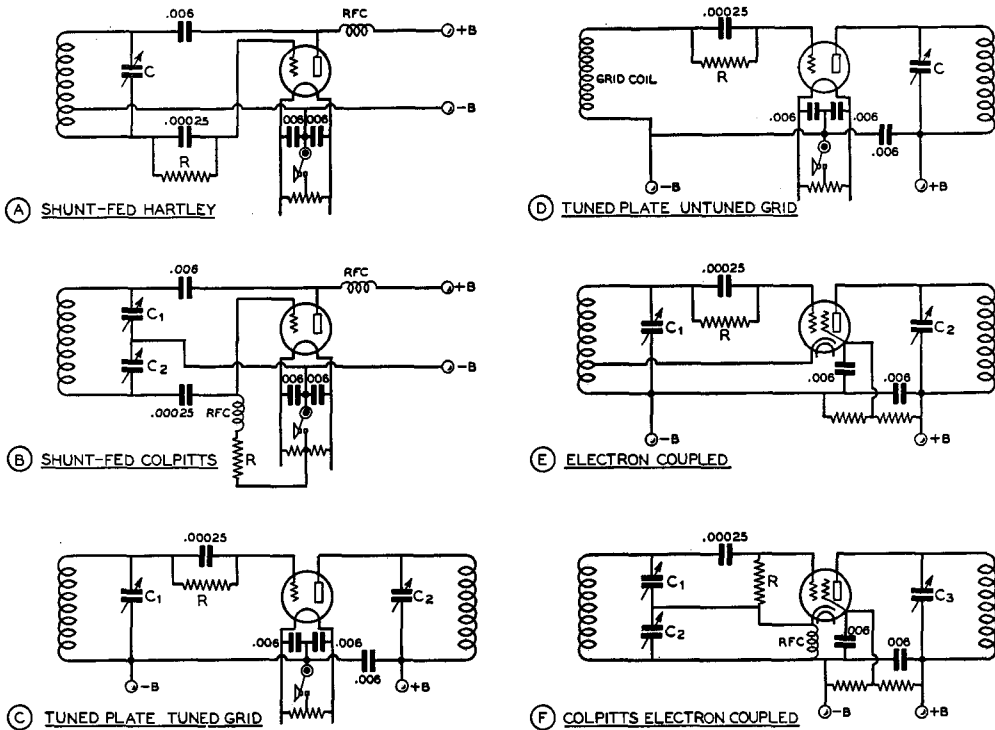 .006
RFC
+B
C
-B
.00025
.006 .006
R
A SHUNT-FED HARTLEY
.006
RFC
+B
C1
C2
-B
.00025
RFC
.006 .006
R
B SHUNT-FED COLPITTS
.00025
R
C1
C2
.006 .006
.006
-B
+B
C TUNED PLATE TUNED GRID
.00025
R
GRID COIL
C
.006 .006
.006
-B
+B
D TUNED PLATE UNTUNED GRID
.00025
R
C1
C2
.006
.006
-B
+B
E ELECTRON COUPLED
.00025
R
C1
C2
C3
RFC
.006
.006
-B
+B
F COLPITTS ELECTRON COUPLED